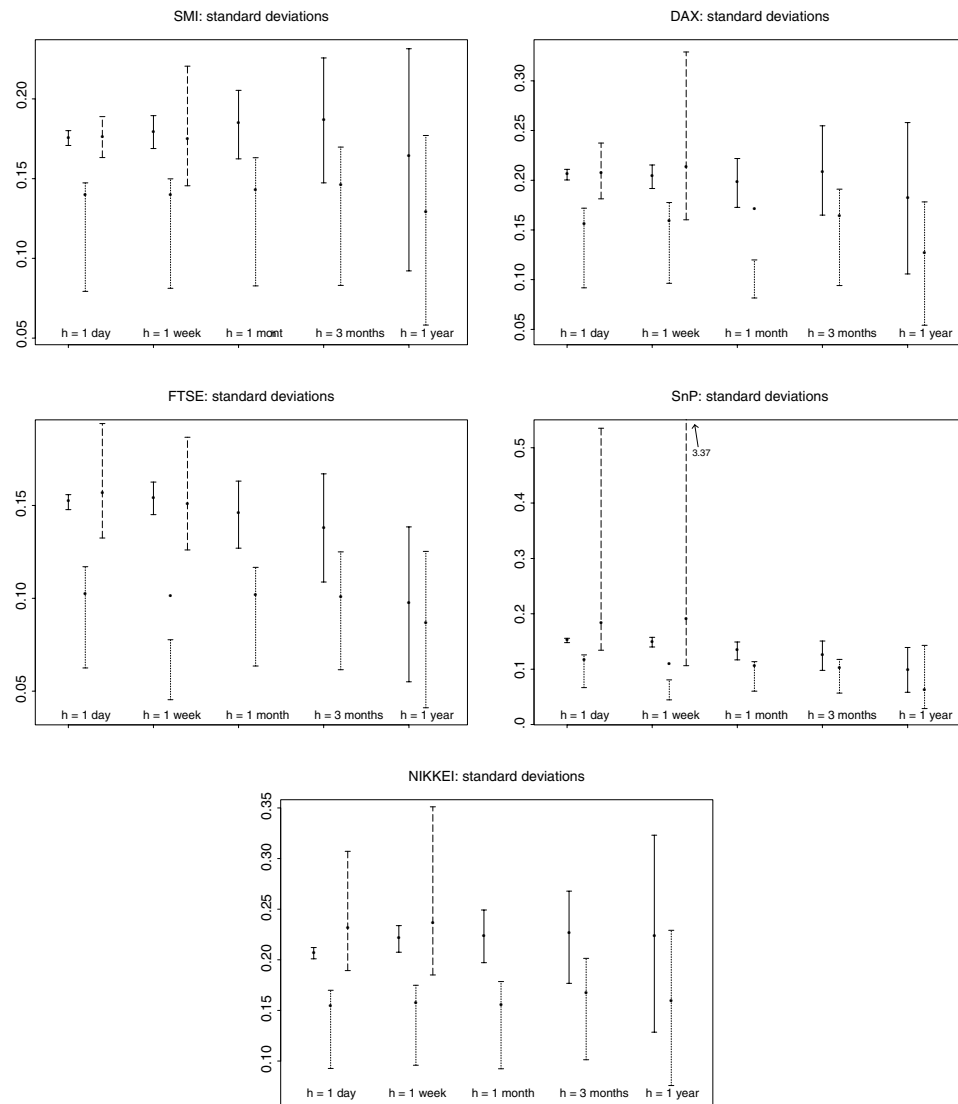 SMI: standard deviations
0.20
0.15
0.10
0.05
h = 1 day
h = 1 week
h = 1 mont
h = 3 months
h = 1 year
DAX: standard deviations
0.30
0.25
0.20
0.15
0.10
0.05
h = 1 day
h = 1 week
h = 1 month
h = 3 months
h = 1 year
FTSE: standard deviations
0.15
0.10
0.05
h = 1 day
h = 1 week
h = 1 month
h = 3 months
h = 1 year
SnP: standard deviations
0.5
0.4
0.3
0.2
0.1
0.0
3.37
h = 1 day
h = 1 week
h = 1 month
h = 3 months
h = 1 year
NIKKEI: standard deviations
0.35
0.30
0.25
0.20
0.15
0.10
h = 1 day
h = 1 week
h = 1 month
h = 3 months
h = 1 year